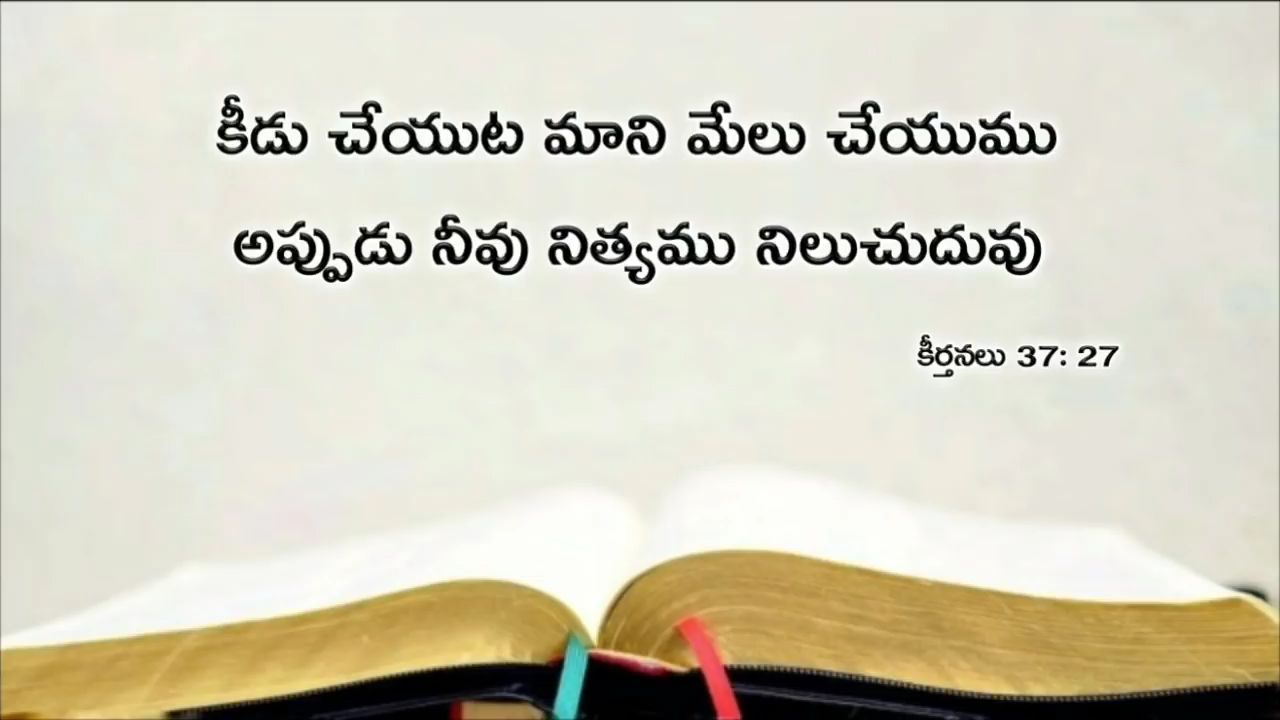 కీడు చేయుట మాని మేలు చేయుము
అప్పుడు నీవు నిత్యము నిలుచుదువు
కీర్తనలు 37: 27